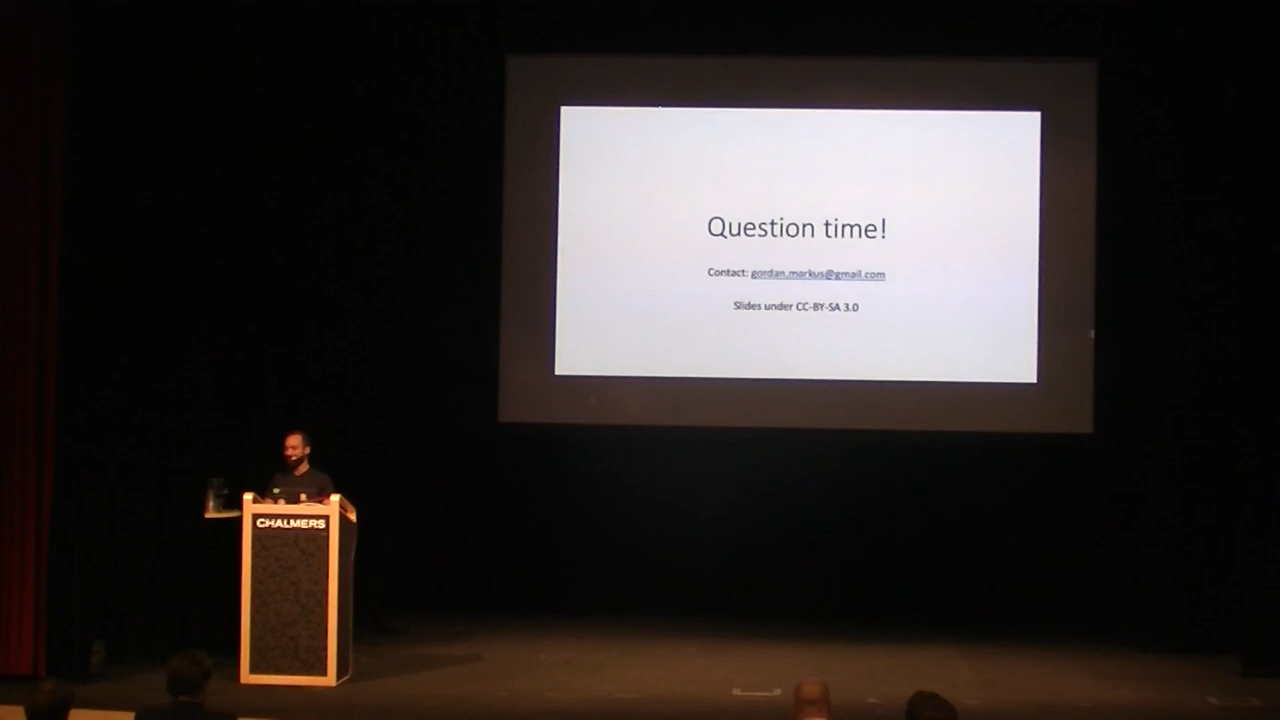 Question time!
Contact: gordan.markus@gmail.com
Slides under CC-BY-SA 3.0
CHALMERS